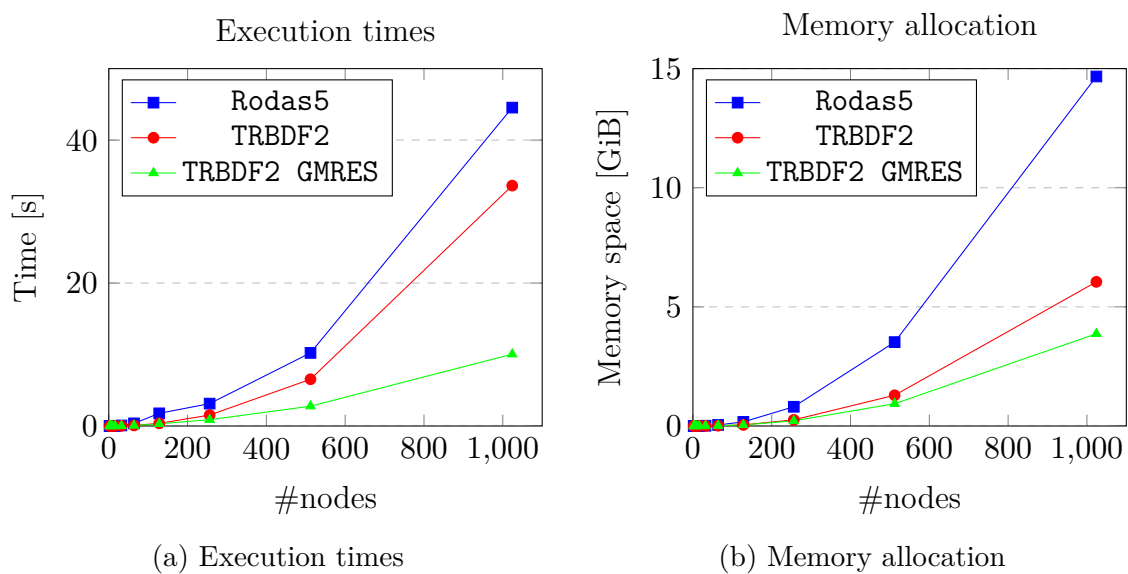 Execution times
Time [s]
40
20
0
Rodas5
TRBDF2
TRBDF2 GMRES
0 200 400 600 800 1,000
#nodes
(a) Execution times
Memory allocation
Memory space [GiB]
15
10
5
0
Rodas5
TRBDF2
TRBDF2 GMRES
0 200 400 600 800 1,000
#nodes
(b) Memory allocation